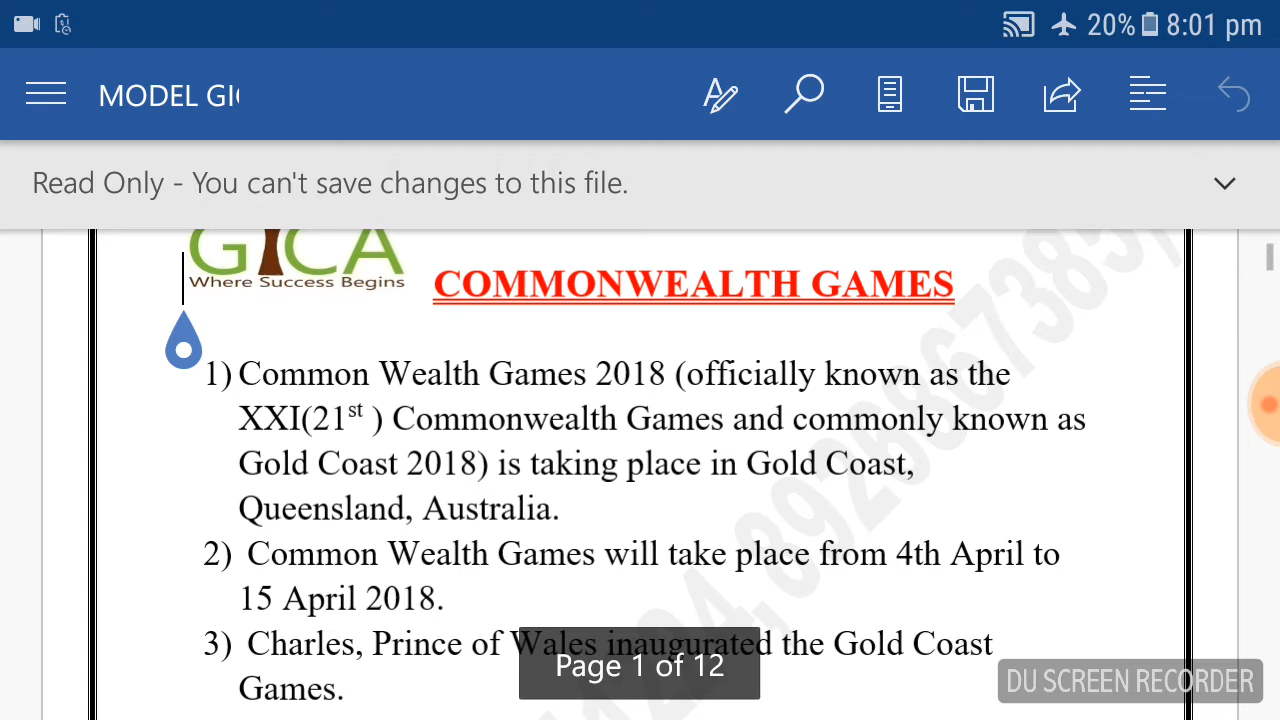 20% 8:01 pm
MODEL GI
Read Only - You can't save changes to this file.
GICA
Where Success Begins
COMMONWEALTH GAMES
1) Common Wealth Games 2018 (officially known as the
XXI(21st ) Commonwealth Games and commonly known as
Gold Coast 2018) is taking place in Gold Coast,
Queensland, Australia.
2) Common Wealth Games will take place from 4th April to
15 April 2018.
3) Charles, Prince of Wales inaugurated the Gold Coast
Games.
Page 1 of 12
DU SCREEN RECORDER